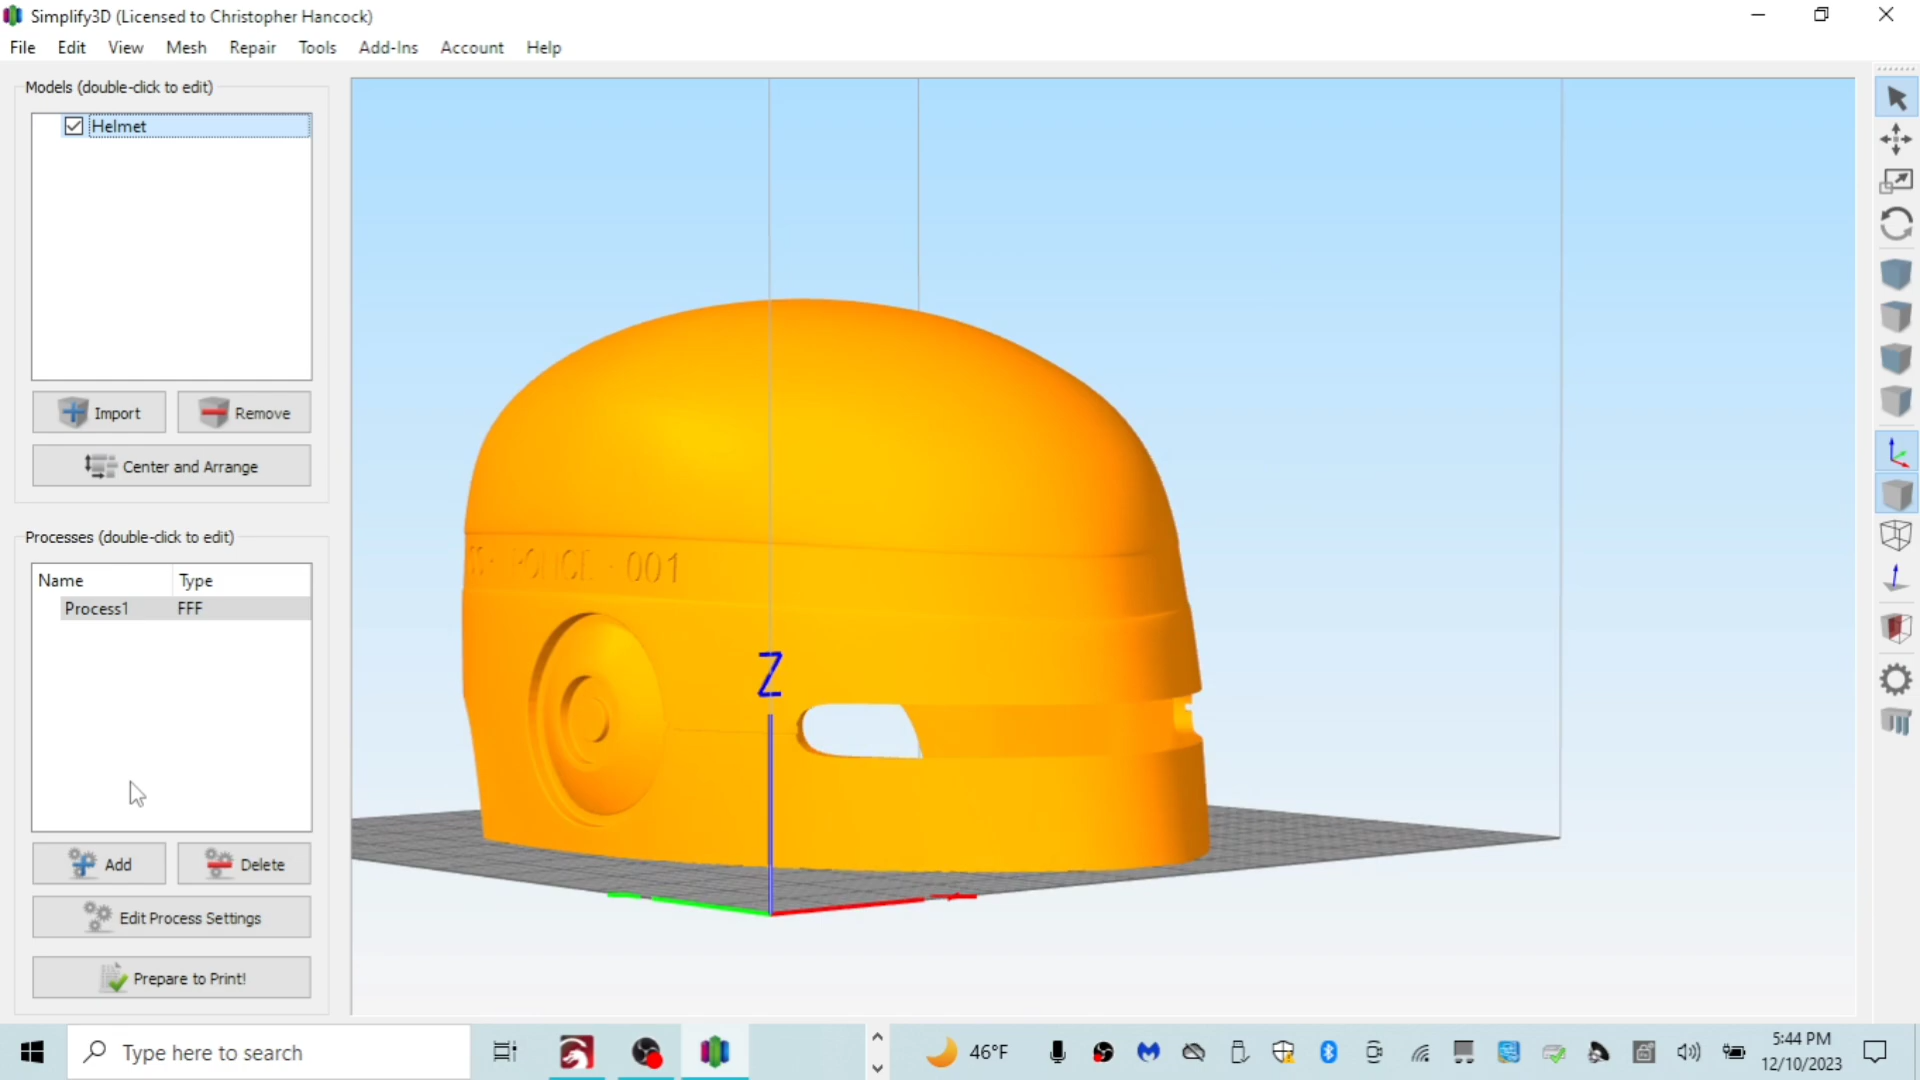 Simplify3D (Licensed to Christopher Hancock)
File Edit View Mesh Repair Tools Add-Ins Account Help
Models (double-click to edit)
Helmet
Import Remove
Center and Arrange
Processes (double-click to edit)
Name Type
Process1 FFF
Add Delete
Edit Process Settings
Prepare to Print!
001
Z
Type here to search
46°F
5:44 PM
12/10/2023